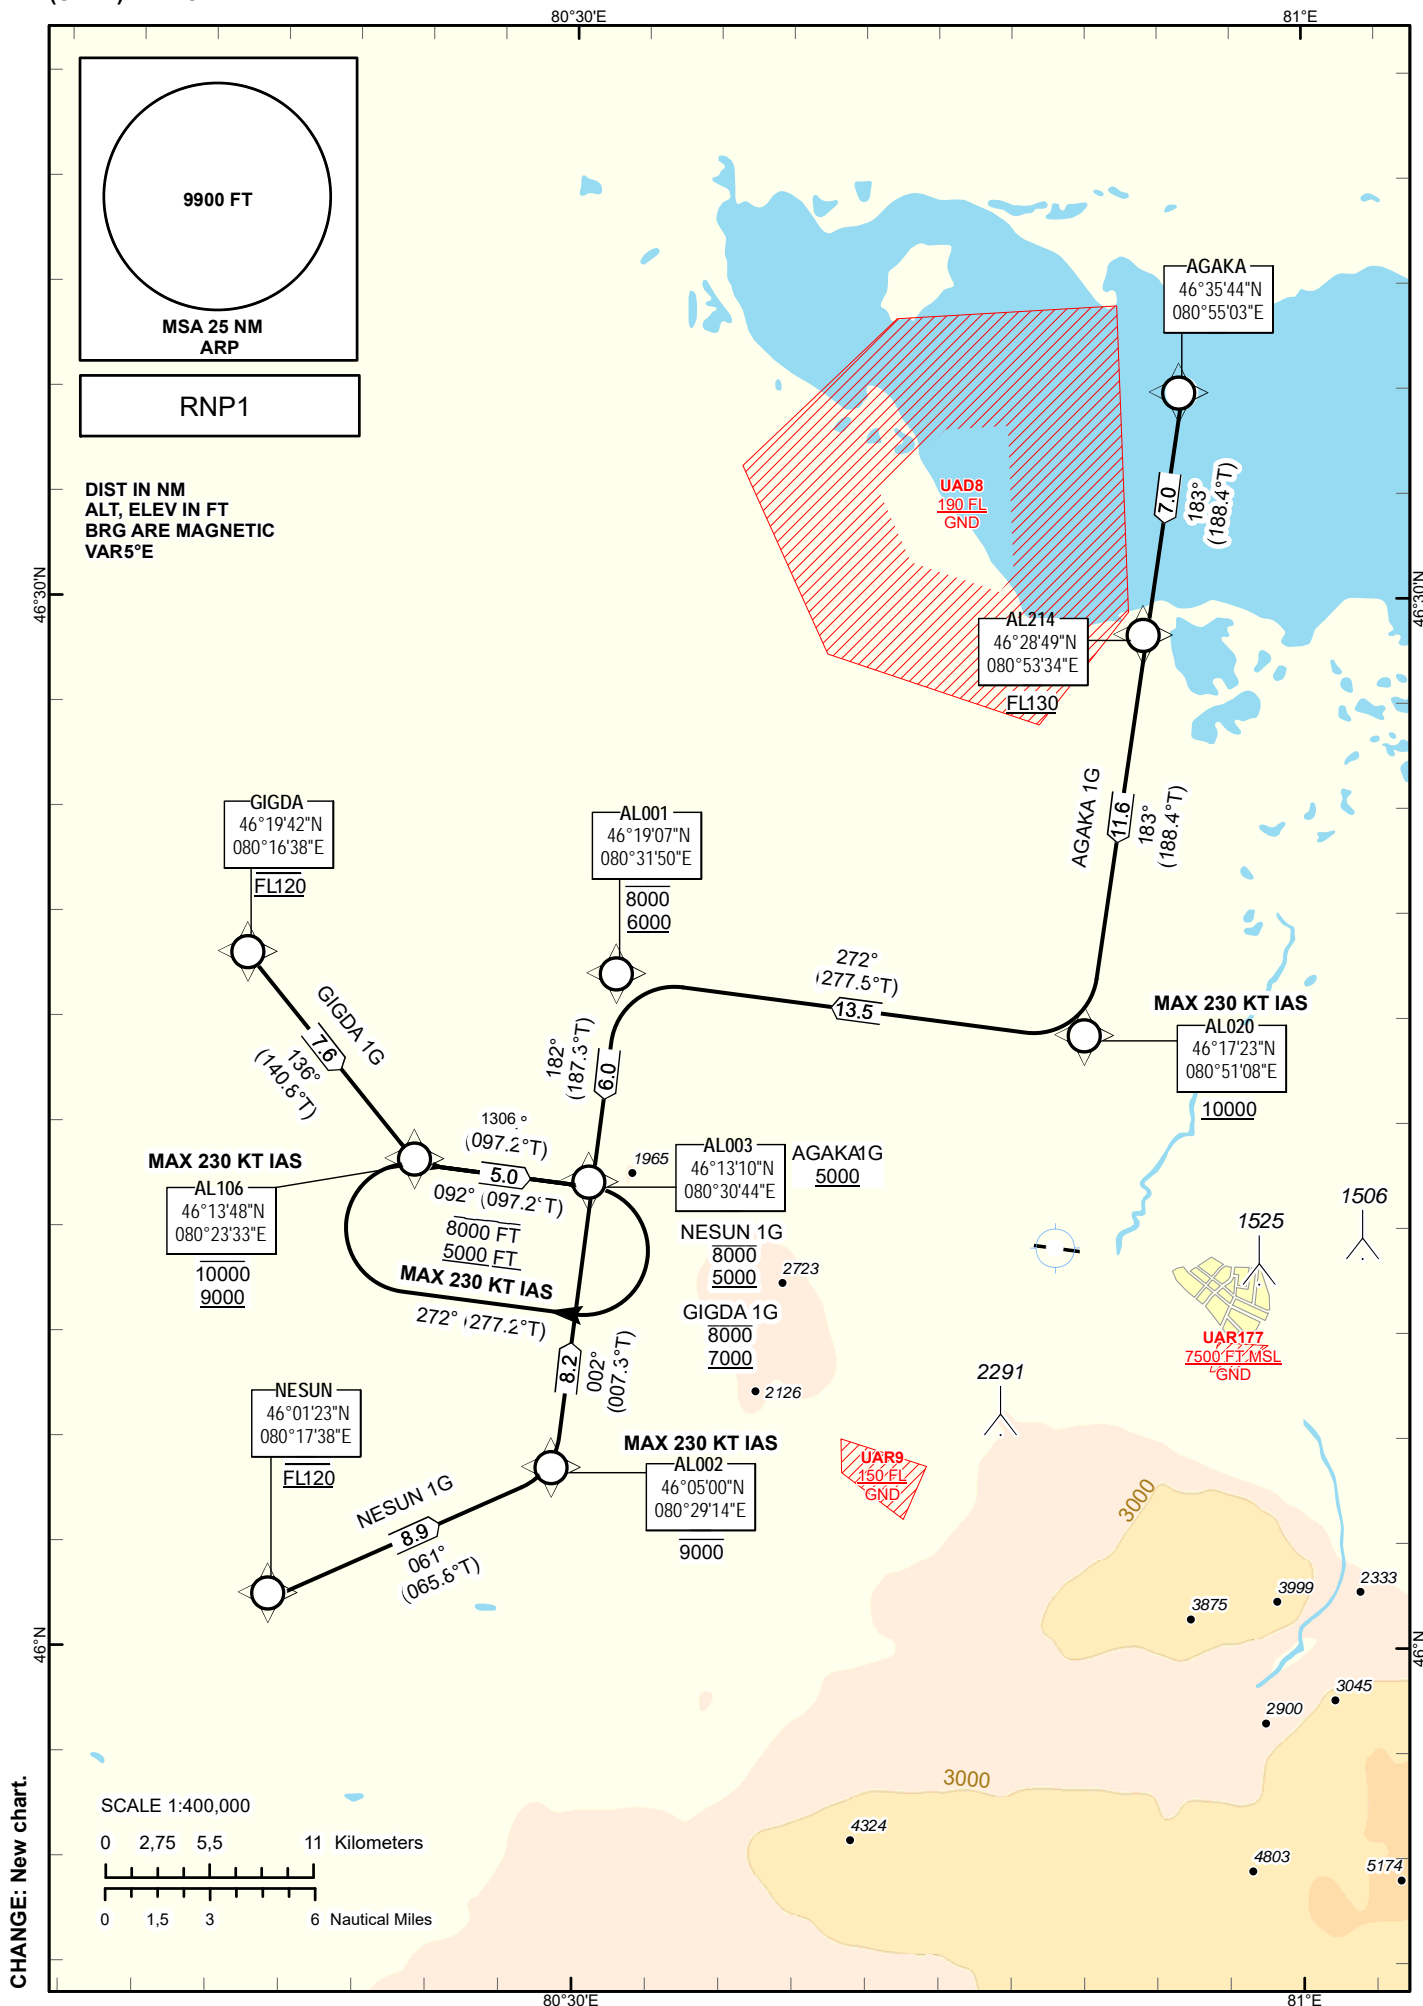 80°30'E
81°E
9900 FT
MSA 25 NM
ARP
RNP1
DIST IN NM
ALT, ELEV IN FT
BRG ARE MAGNETIC
VAR5°E
46°30'N
46°30'N
AGAKA
46°35'44"N
080°55'03"E
7.0
183°
(188.4°T)
UAD8
190 FL
GND
AL214
46°28'49"N
080°53'34"E
FL130
AGAKA 1G
11.6
183°
(188.4°T)
GIGDA
46°19'42"N
080°16'38"E
FL120
AL001
46°19'07"N
080°31'50"E
8000
6000
272°
(277.5°T)
13.5
MAX 230 KT IAS
AL020
46°17'23"N
080°51'08"E
10000
GIGDA 1G
7.6
136°
(140.8°T)
182°
(187.3°T)
6.0
1306
(097.2°T)
5.0
092° (097.2°T)
8000 FT
5000 FT
MAX 230 KT IAS
272° (277.2°T)
MAX 230 KT IAS
AL106
46°13'48"N
080°23'33"E
10000
9000
1965
AL003
46°13'10"N
080°30'44"E
AGAKA1G
5000
NESUN 1G
8000
5000
GIGDA 1G
8000
7000
2723
2126
1506
1525
UAR177
7500 FT MSL
GND
2291
8.2
002°
(007.3°T)
NESUN
46°01'23"N
080°17'38"E
FL120
MAX 230 KT IAS
AL002
46°05'00"N
080°29'14"E
9000
UAR9
150 FL
GND
NESUN 1G
8.9
061°
(065.8°T)
3000
3875
3999
2333
46°N
46°N
3045
2900
3000
4324
4803
5174
SCALE 1:400,000
0 2,75 5,5 11 Kilometers
0 1,5 3 6 Nautical Miles
CHANGE: New chart.
80°30'E
81°E